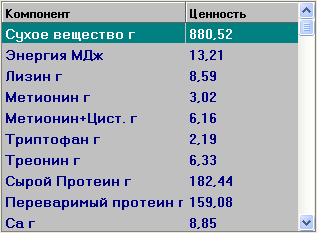 Компонент Ценность
Сухое вещество г 880,52
Энергия МДж 13,21
Лизин г 8,59
Метионин г 3,02
Метионин+Цист. г 6,16
Триптофан г 2,19
Треонин г 6,33
Сырой Протеин г 182,44
Переваримый протеин г 159,08
Са г 8,85